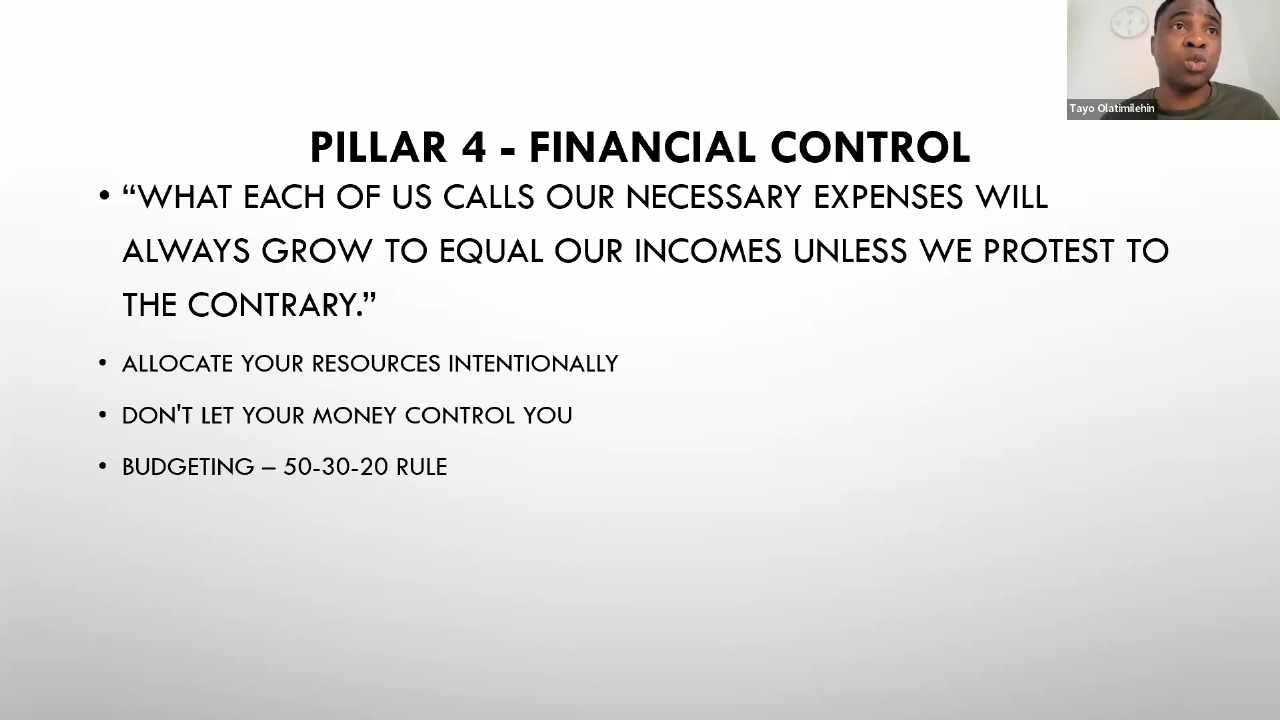 Tayo Olatimilehin
PILLAR 4 - FINANCIAL CONTROL
• “WHAT EACH OF US CALLS OUR NECESSARY EXPENSES WILL
ALWAYS GROW TO EQUAL OUR INCOMES UNLESS WE PROTEST TO
THE CONTRARY.”
• ALLOCATE YOUR RESOURCES INTENTIONALLY
• DON'T LET YOUR MONEY CONTROL YOU
• BUDGETING – 50-30-20 RULE